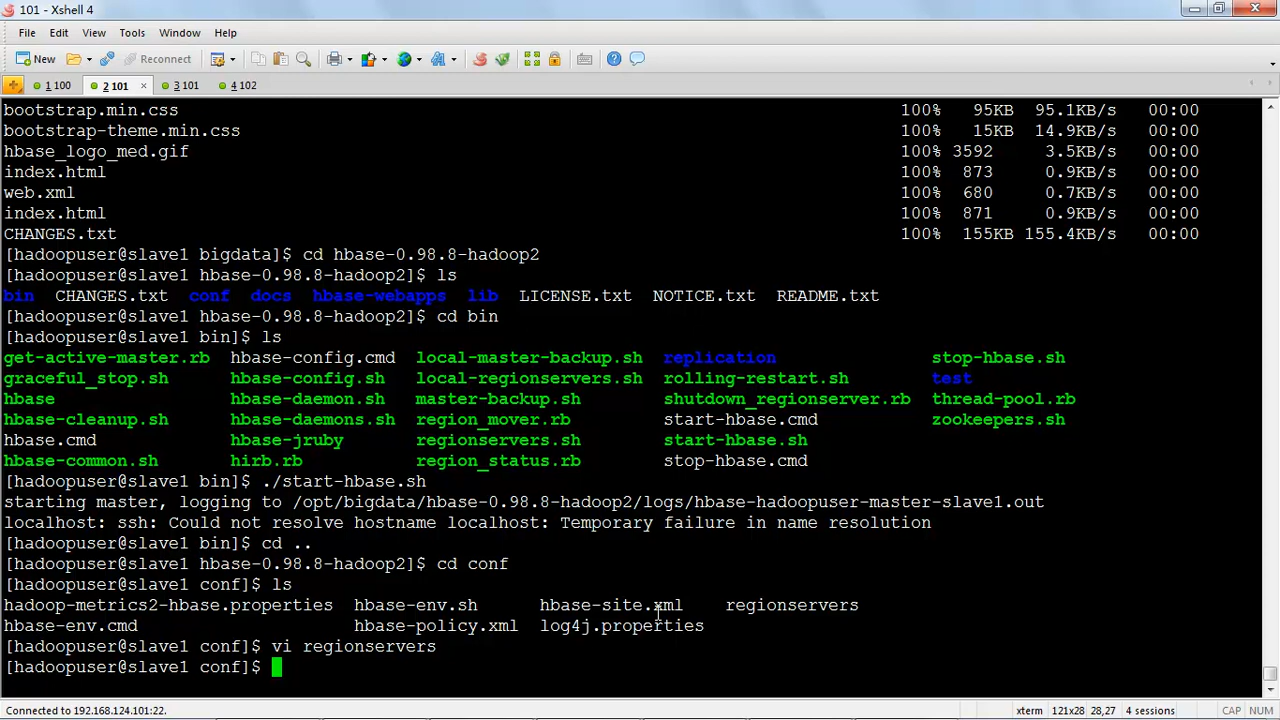 101 - Xshell 4
File Edit View Tools Window Help
New Reconnect
1 100 2 101 3 101 4 102
bootstrap.min.css 100% 95KB 95.1KB/s 00:00
bootstrap-theme.min.css 100% 15KB 14.9KB/s 00:00
hbase_logo_med.gif 100% 3592 3.5KB/s 00:00
index.html 100% 873 0.9KB/s 00:00
web.xml 100% 680 0.7KB/s 00:00
index.html 100% 871 0.9KB/s 00:00
CHANGES.txt 100% 155KB 155.4KB/s 00:00
[hadoopuser@slave1 bigdata]$ cd hbase-0.98.8-hadoop2
[hadoopuser@slave1 hbase-0.98.8-hadoop2]$ ls
bin CHANGES.txt conf docs hbase-webapps lib LICENSE.txt NOTICE.txt README.txt
[hadoopuser@slave1 hbase-0.98.8-hadoop2]$ cd bin
[hadoopuser@slave1 bin]$ ls
get-active-master.rb hbase-config.cmd local-master-backup.sh replication stop-hbase.sh
graceful_stop.sh hbase-config.sh local-regionservers.sh rolling-restart.sh test
hbase hbase-daemon.sh master-backup.sh shutdown_regionserver.rb thread-pool.rb
hbase-cleanup.sh hbase-daemons.sh region_mover.rb start-hbase.cmd zookeepers.sh
hbase.cmd hbase-jruby regionservers.sh start-hbase.sh
hbase-common.sh hirb.rb region_status.rb stop-hbase.cmd
[hadoopuser@slave1 bin]$ ./start-hbase.sh
starting master, logging to /opt/bigdata/hbase-0.98.8-hadoop2/logs/hbase-hadoopuser-master-slave1.out
localhost: ssh: Could not resolve hostname localhost: Temporary failure in name resolution
[hadoopuser@slave1 bin]$ cd ..
[hadoopuser@slave1 hbase-0.98.8-hadoop2]$ cd conf
[hadoopuser@slave1 conf]$ ls
hadoop-metrics2-hbase.properties hbase-env.sh hbase-site.xml regionservers
hbase-env.cmd hbase-policy.xml log4j.properties
[hadoopuser@slave1 conf]$ vi regionservers
[hadoopuser@slave1 conf]$
Connected to 192.168.124.101:22. xterm 121x28 28,27 4 sessions CAP NUM